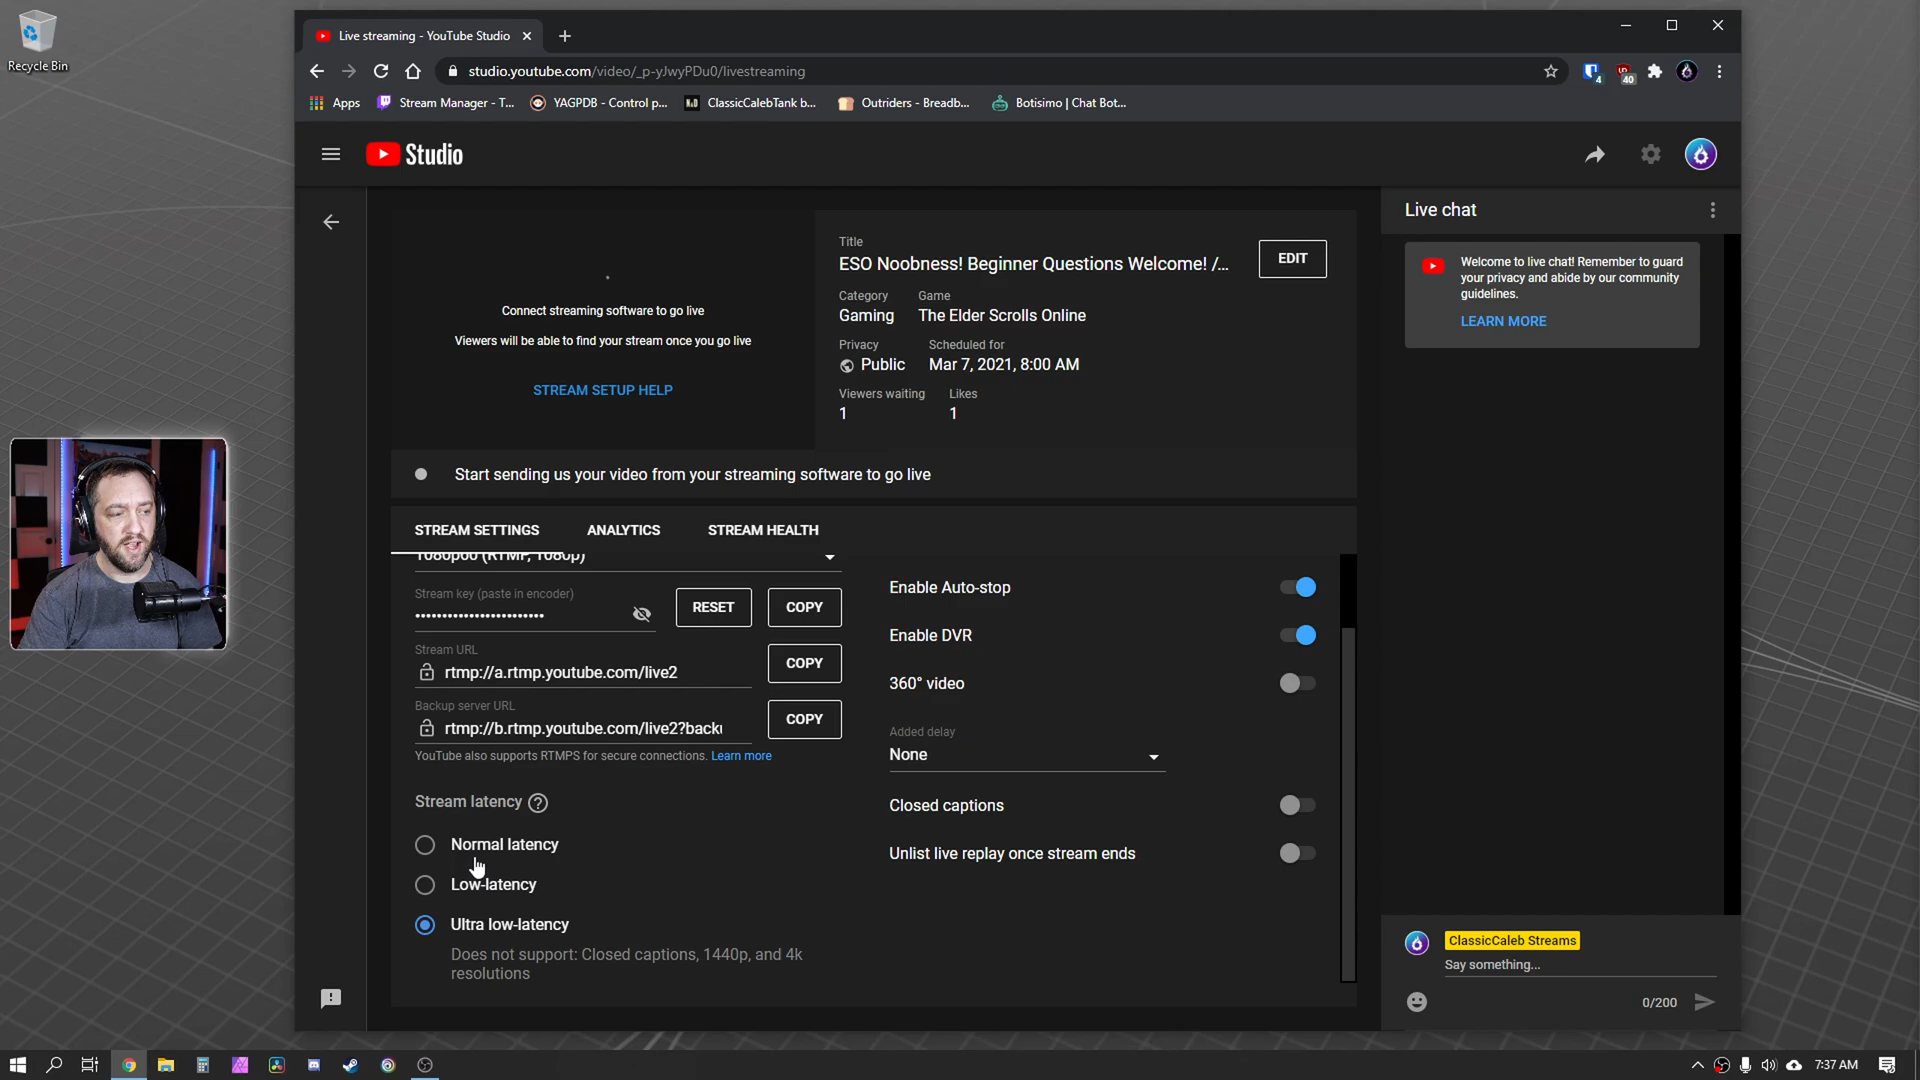 Recycle Bin
Live streaming - YouTube Studio
studio.youtube.com/video/_p-yJwyPDu0/livestreaming
4
40
Apps
Stream Manager - T...
YAGPDB - Control p...
ClassicCalebTank b...
Outriders - Breadb...
Botisimo | Chat Bot...
Studio
Connect streaming software to go live
Viewers will be able to find your stream once you go live
STREAM SETUP HELP
Title
ESO Noobness! Beginner Questions Welcome! /...
EDIT
Category
Game
Gaming
The Elder Scrolls Online
Privacy
Scheduled for
Public
Mar 7, 2021, 8:00 AM
Viewers waiting
Likes
1
1
Live chat
Welcome to live chat! Remember to guard
your privacy and abide by our community
guidelines.
LEARN MORE
Start sending us your video from your streaming software to go live
STREAM SETTINGS
ANALYTICS
STREAM HEALTH
1080p60 (RTMP, 1080p)
Stream key (paste in encoder)
••••••••••••••••••••••••
RESET
COPY
Stream URL
rtmp://a.rtmp.youtube.com/live2
COPY
Backup server URL
rtmp://b.rtmp.youtube.com/live2?backu
COPY
YouTube also supports RTMPS for secure connections. Learn more
Stream latency
Normal latency
Low-latency
Ultra low-latency
Does not support: Closed captions, 1440p, and 4k
resolutions
Enable Auto-stop
Enable DVR
360° video
Added delay
None
Closed captions
Unlist live replay once stream ends
ClassicCaleb Streams
Say something...
0/200
7:37 AM